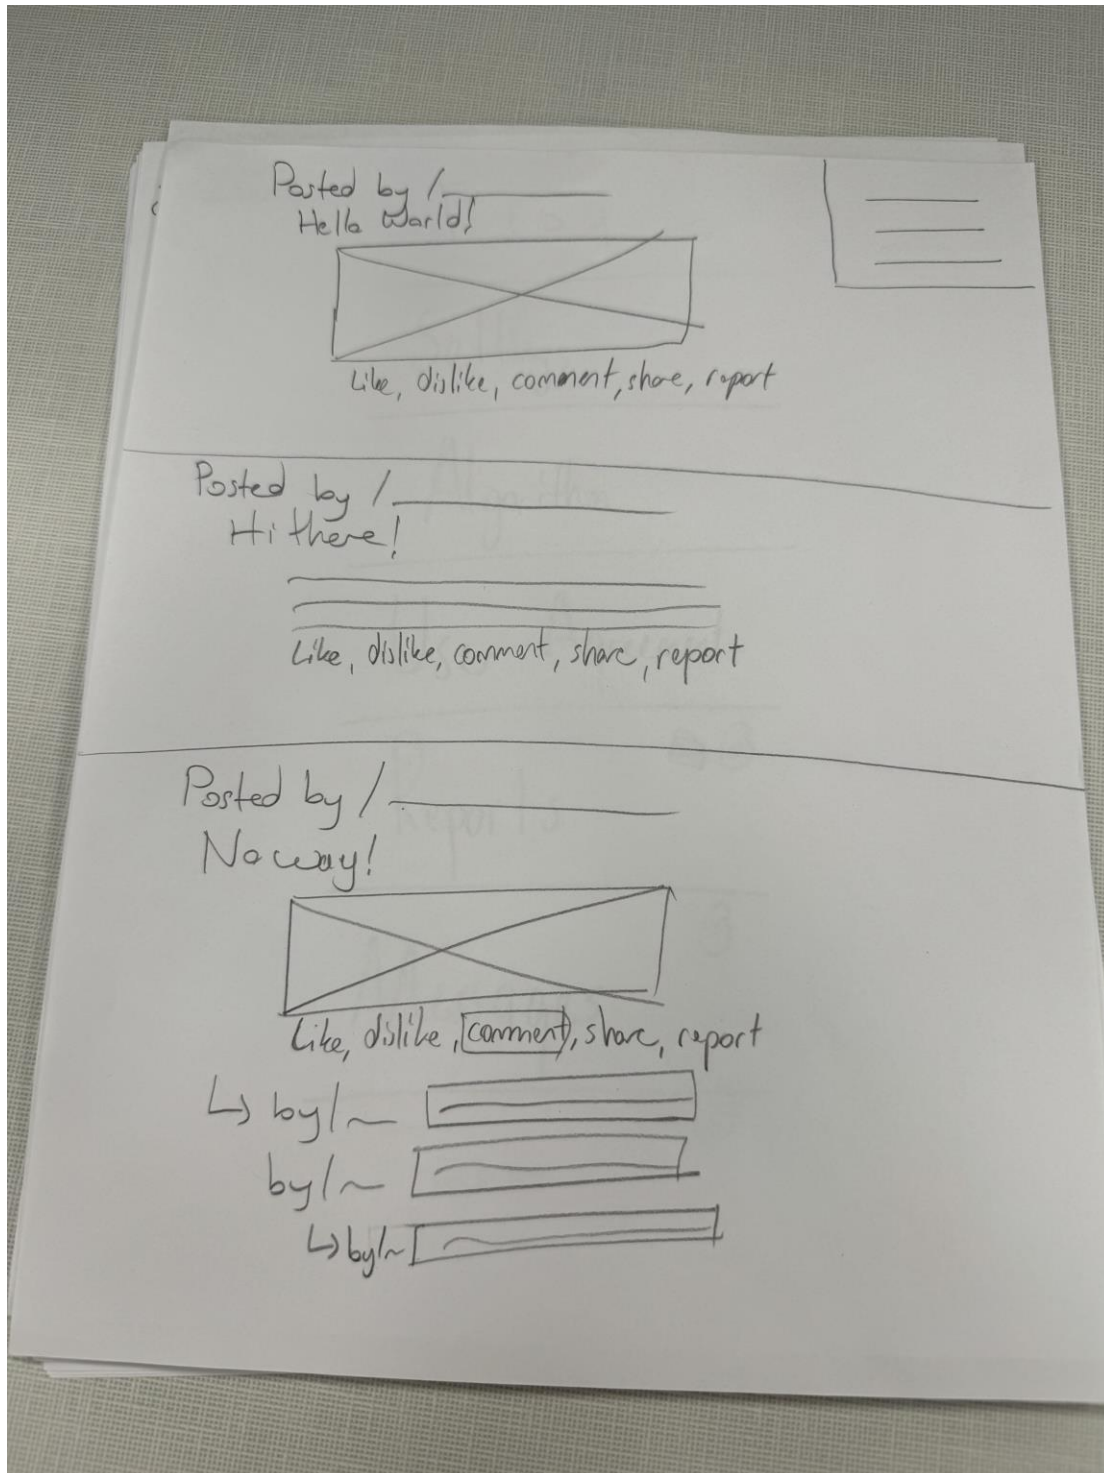 Posted by /
Hello World!
Like, dislike, comment, share, report
Posted by /
Hi there!
Like, dislike, comment, share, report
Posted by /
No way!
Like, dislike, comment, share, report
↳ by/~
by/~
↳ by/~